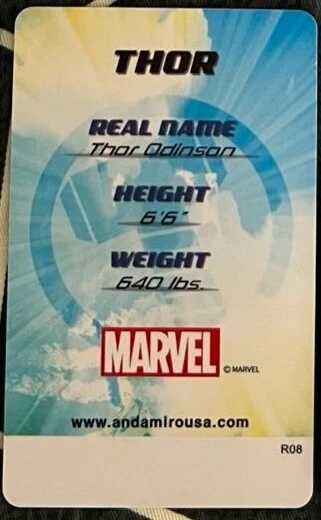 THOR
REAL NAME
Thor Odinson
HEIGHT
6'6"
WEIGHT
640 lbs.
MARVEL
© MARVEL
www.andamirousa.com
R08